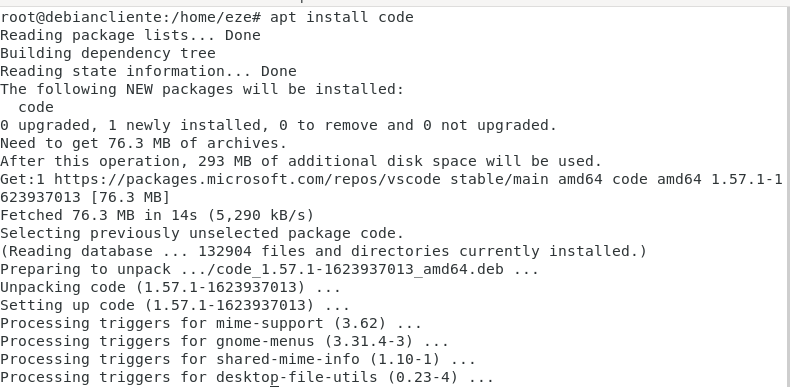 root@debiancliente:/home/eze# apt install code
Reading package lists... Done
Building dependency tree
Reading state information... Done
The following NEW packages will be installed:
  code
0 upgraded, 1 newly installed, 0 to remove and 0 not upgraded.
Need to get 76.3 MB of archives.
After this operation, 293 MB of additional disk space will be used.
Get:1 https://packages.microsoft.com/repos/vscode stable/main amd64 code amd64 1.57.1-1
623937013 [76.3 MB]
Fetched 76.3 MB in 14s (5,290 kB/s)
Selecting previously unselected package code.
(Reading database ... 132904 files and directories currently installed.)
Preparing to unpack .../code_1.57.1-1623937013_amd64.deb ...
Unpacking code (1.57.1-1623937013) ...
Setting up code (1.57.1-1623937013) ...
Processing triggers for mime-support (3.62) ...
Processing triggers for gnome-menus (3.31.4-3) ...
Processing triggers for shared-mime-info (1.10-1) ...
Processing triggers for desktop-file-utils (0.23-4) ...